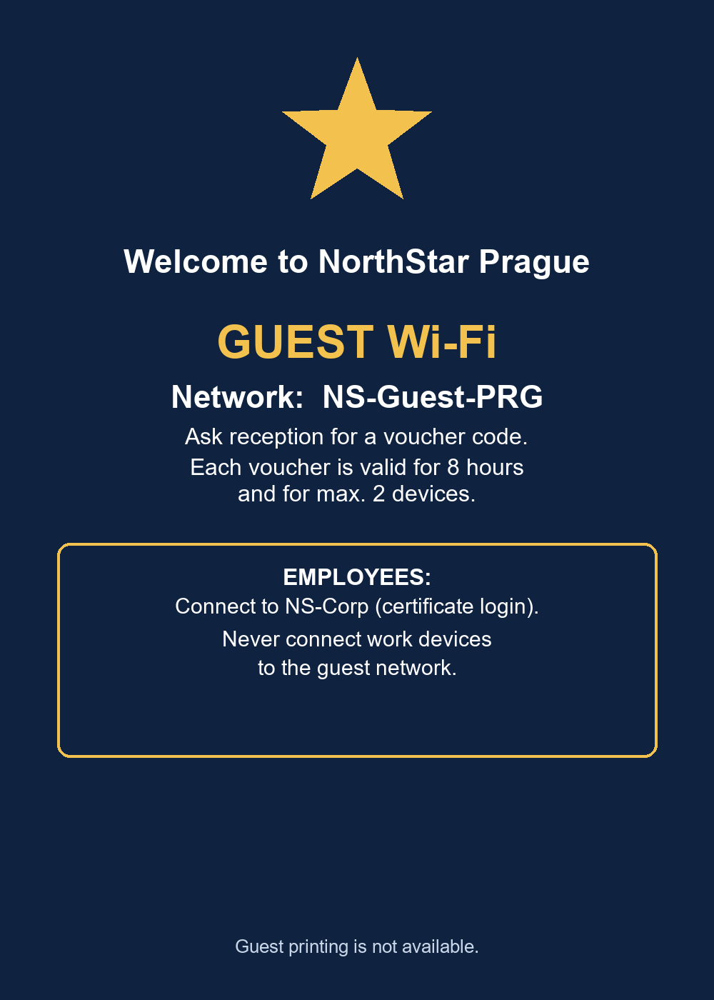 Welcome to NorthStar Prague
GUEST Wi-Fi
Network:  NS-Guest-PRG
Ask reception for a voucher code.
Each voucher is valid for 8 hours
and for max. 2 devices.
EMPLOYEES:
Connect to NS-Corp (certificate login).
Never connect work devices
to the guest network.
Guest printing is not available.